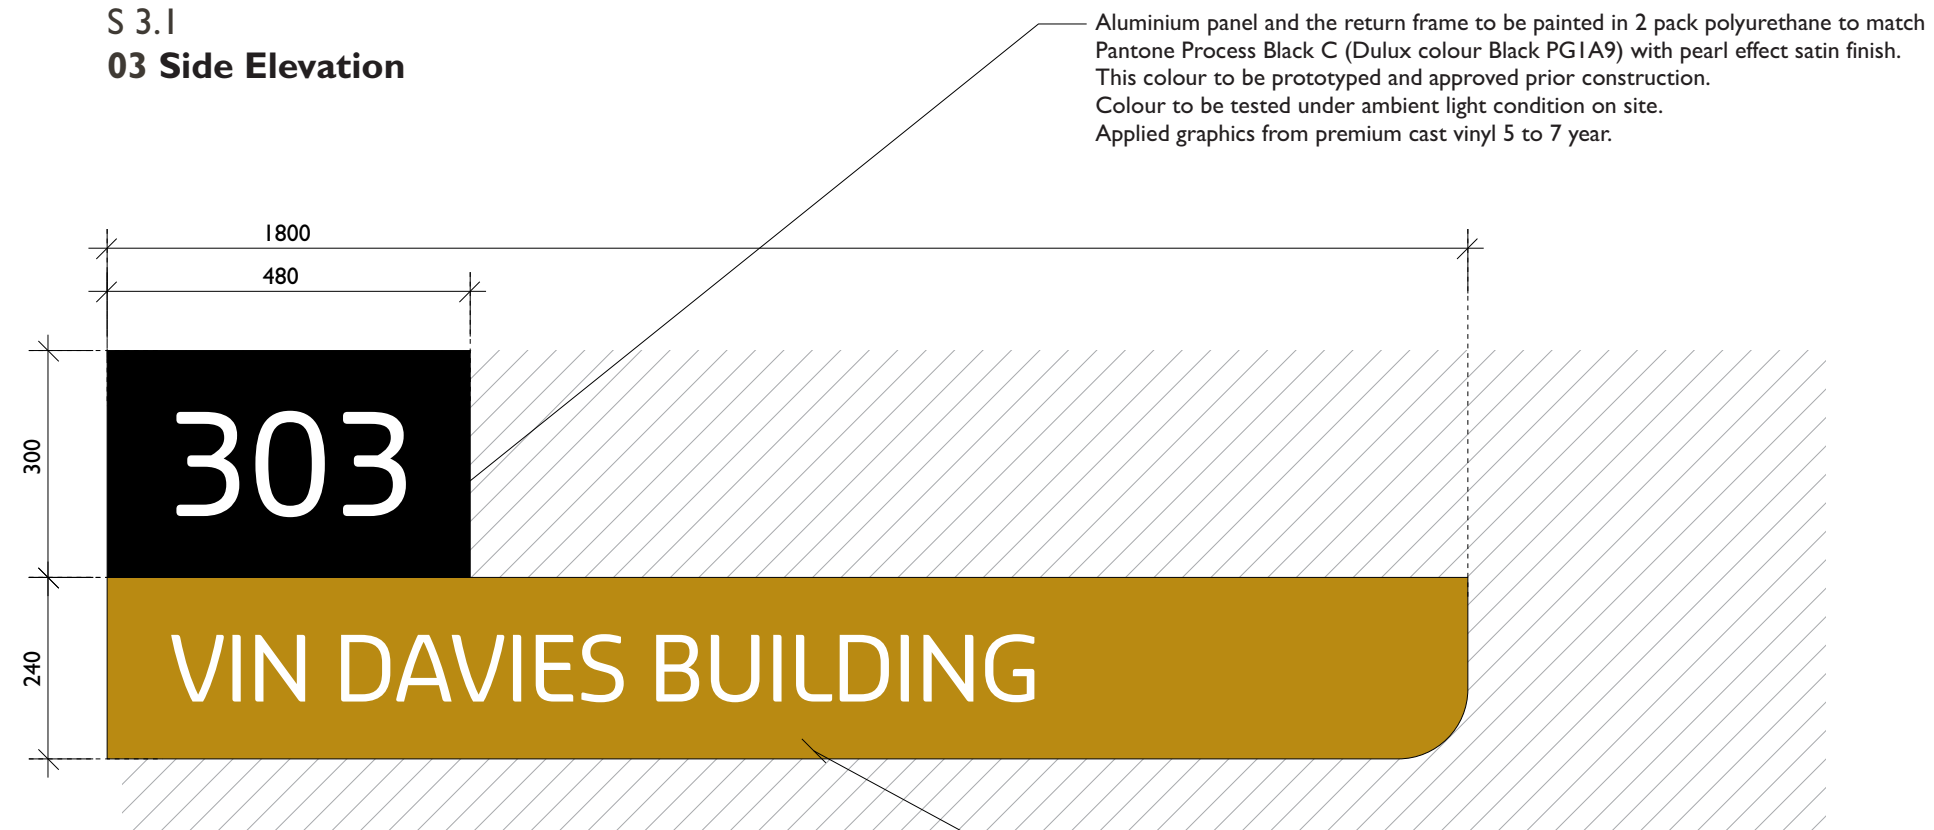 S 3.1
03 Side Elevation
Aluminium panel and the return frame to be painted in 2 pack polyurethane to match
Pantone Process Black C (Dulux colour Black PG1A9) with pearl effect satin finish.
This colour to be prototyped and approved prior construction.
Colour to be tested under ambient light condition on site.
Applied graphics from premium cast vinyl 5 to 7 year.
1800
480
300
303
240
VIN DAVIES BUILDING